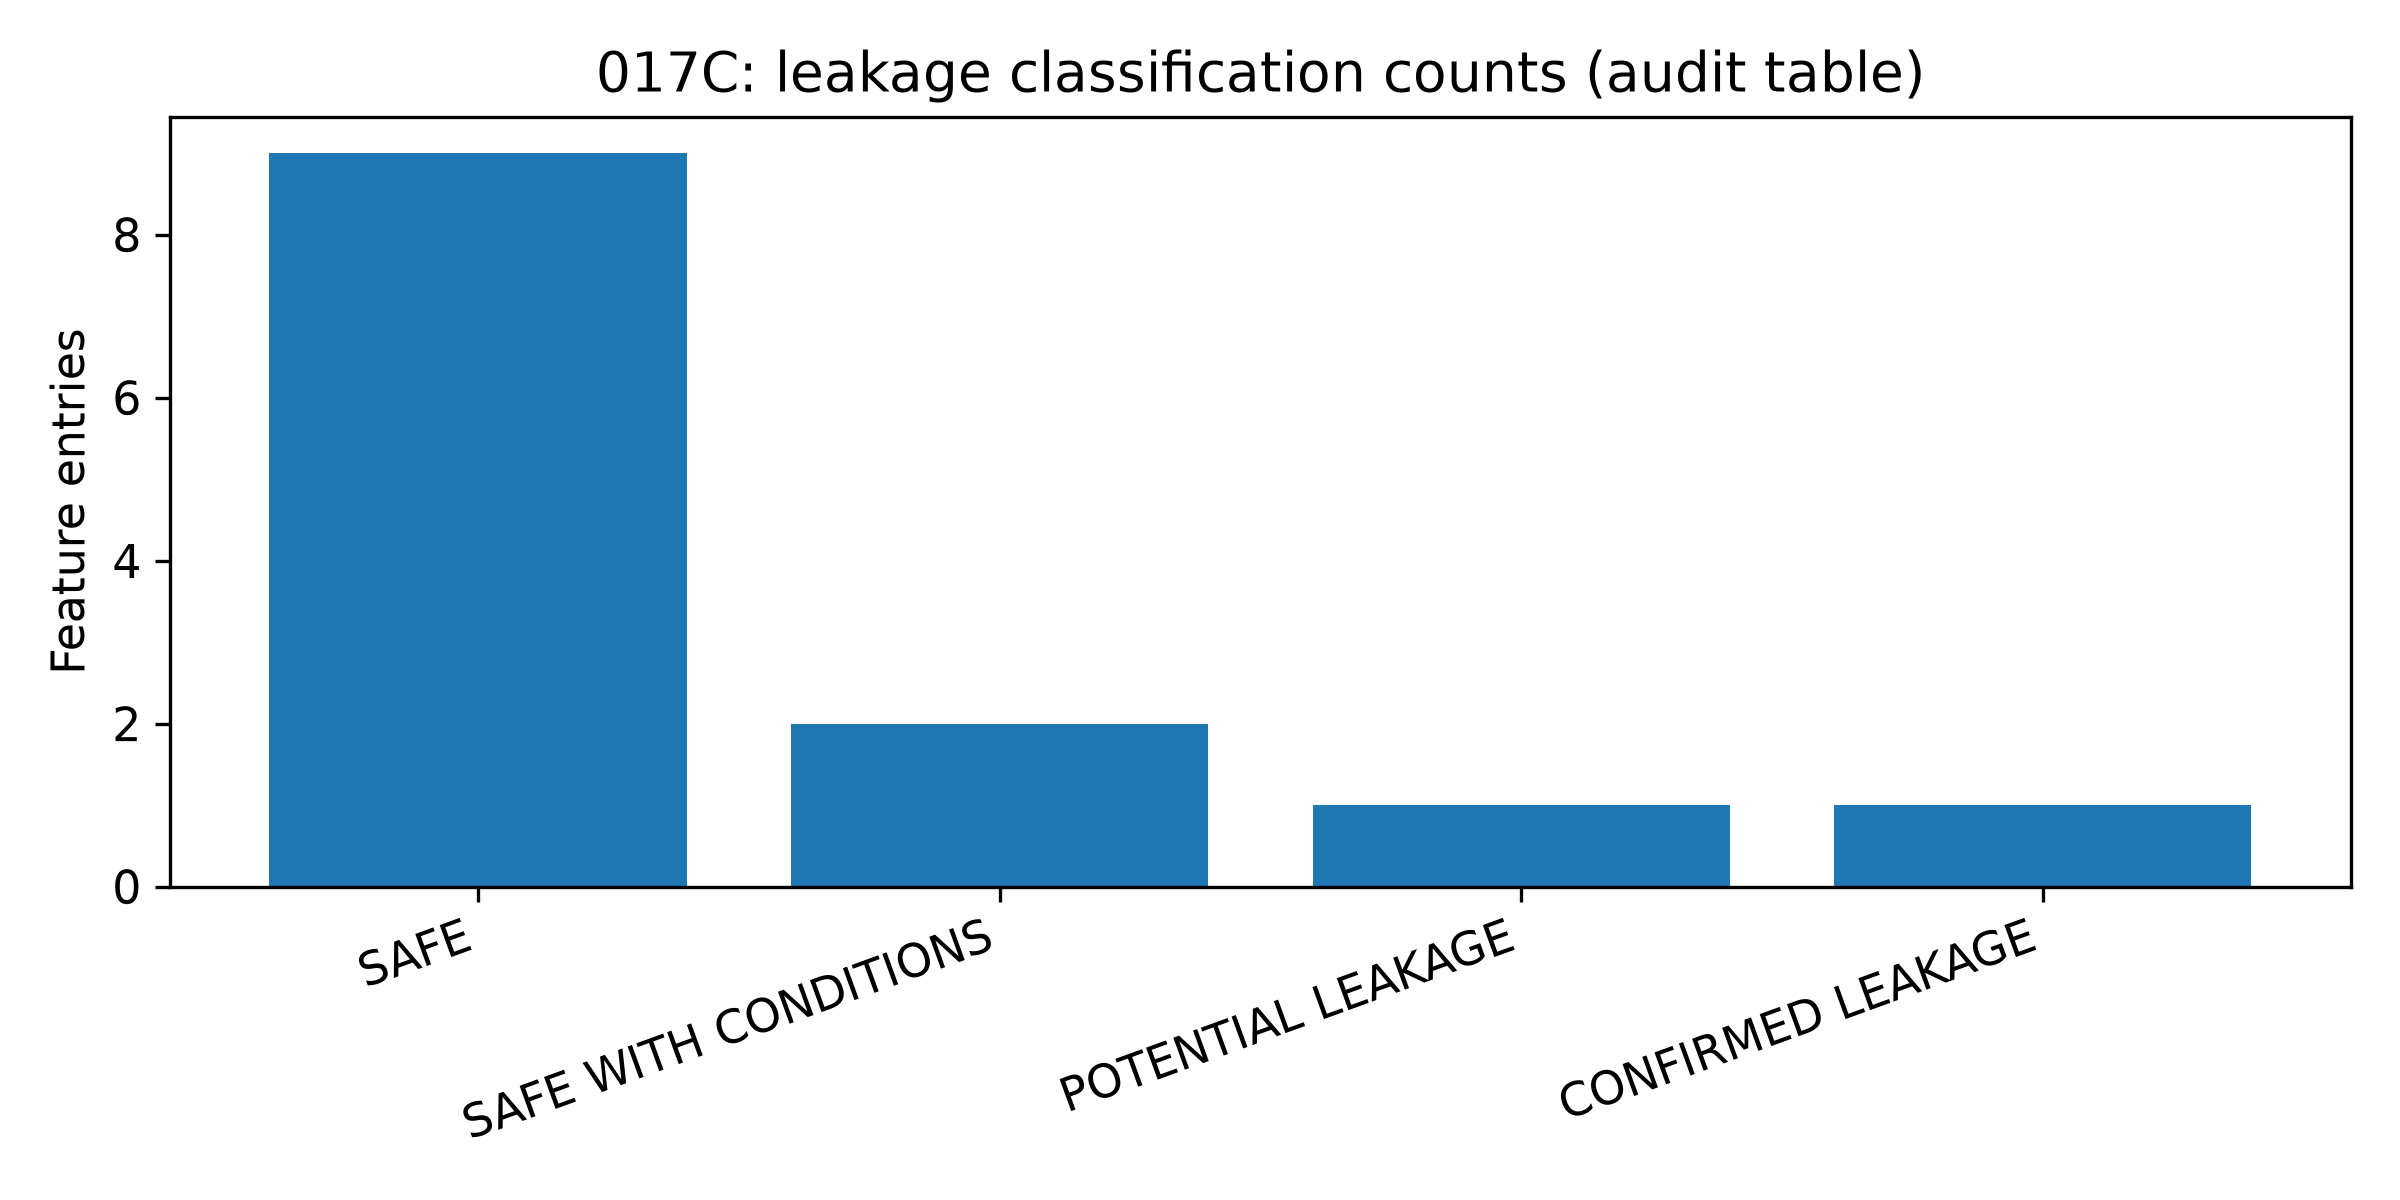 017C: leakage classification counts (audit table)
Feature entries
8
6
4
2
0
SAFE
SAFE WITH CONDITIONS
POTENTIAL LEAKAGE
CONFIRMED LEAKAGE